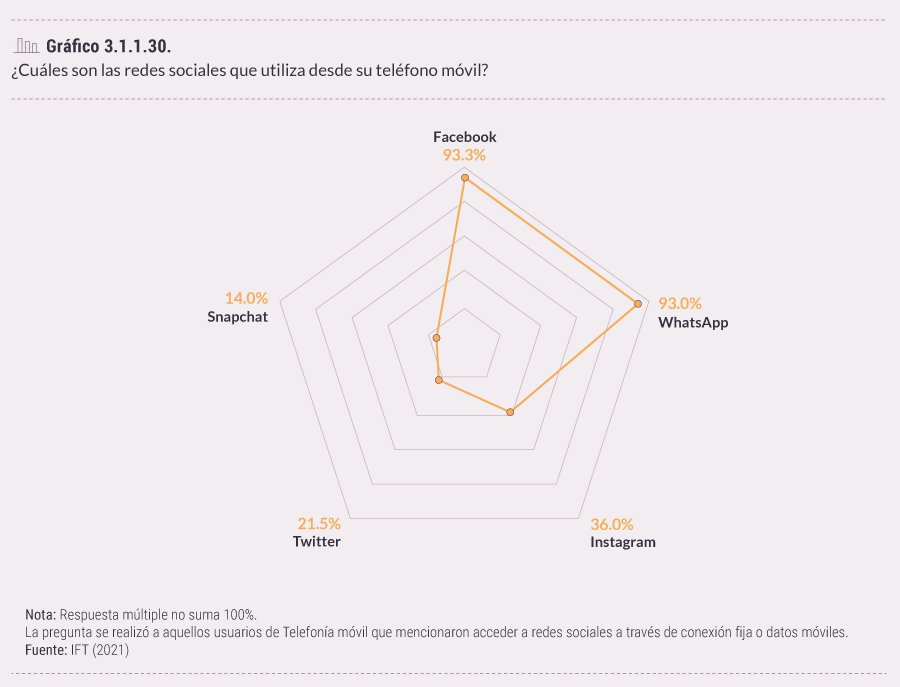 Gráfico 3.1.1.30.
¿Cuáles son las redes sociales que utiliza desde su teléfono móvil?
Facebook
93.3%
14.0%
Snapchat
93.0%
WhatsApp
21.5%
Twitter
36.0%
Instagram
Nota: Respuesta múltiple no suma 100%.
La pregunta se realizó a aquellos usuarios de Telefonía móvil que mencionaron acceder a redes sociales a través de conexión fija o datos móviles.
Fuente: IFT (2021)